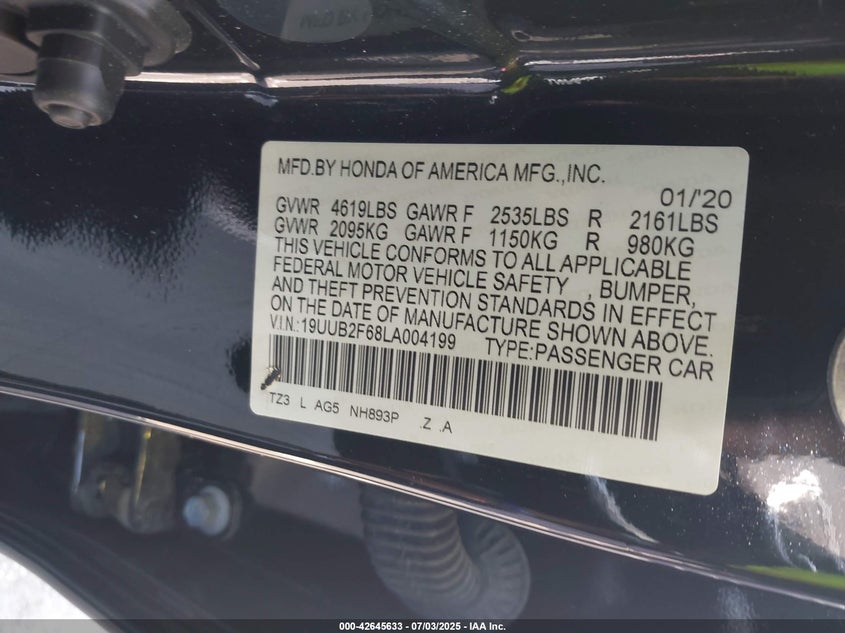 MFD.BY HONDA OF AMERICA MFG.,INC.
01/'20
GVWR 4619LBS GAWR F 2535LBS R 2161LBS
GVWR 2095KG GAWR F 1150KG R 980KG
THIS VEHICLE CONFORMS TO ALL APPLICABLE
FEDERAL MOTOR VEHICLE SAFETY , BUMPER,
AND THEFT PREVENTION STANDARDS IN EFFECT
ON THE DATE OF MANUFACTURE SHOWN ABOVE.
V.I.N.:19UUB2F68LA004199 TYPE:PASSENGER CAR
TZ3 L AG5 NH893P .Z .A
000-42645633 - 07/03/2025 - IAA Inc.